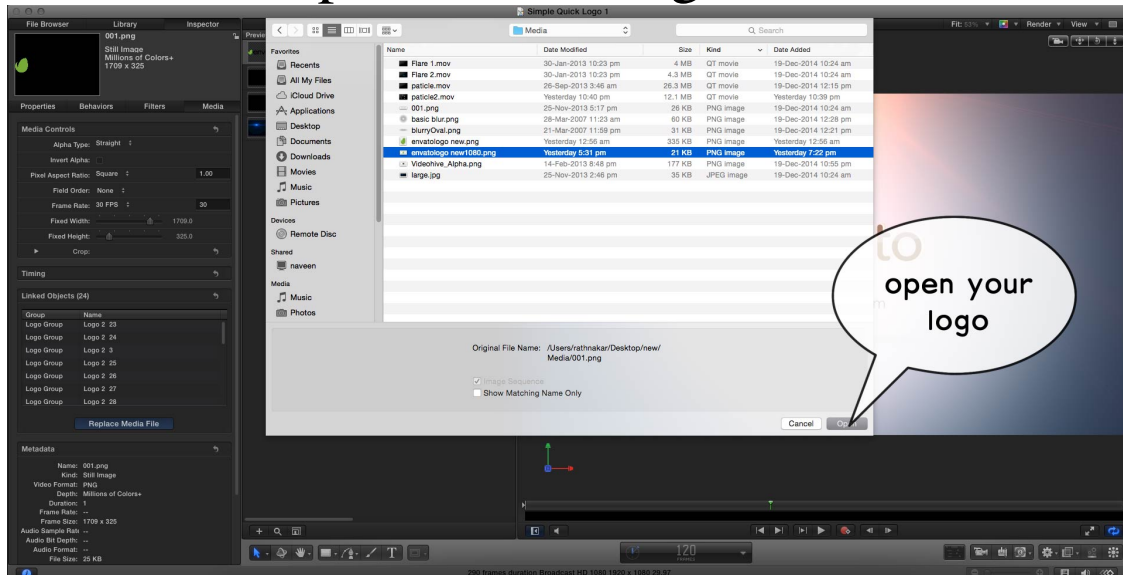 Simple Quick Logo 1
File Browser Library Inspector
Fit: 53% Render View
001.png
Still Image
Millions of Colors+
1709 x 325
Previe
Media
Search
Properties Behaviors Filters Media
Media Controls
Alpha Type: Straight
Invert Alpha:
Pixel Aspect Ratio: Square 1.00
Field Order: None
Frame Rate: 30 FPS 30
Fixed Width: 1709.0
Fixed Height: 325.0
Crop:
Timing
Linked Objects (24)
Group Name
Logo Group Logo 2 23
Logo Group Logo 2 24
Logo Group Logo 2 3
Logo Group Logo 2 25
Logo Group Logo 2 26
Logo Group Logo 2 27
Logo Group Logo 2 28
Replace Media File
Metadata
Name: 001.png
Kind: Still Image
Video Format: PNG
Depth: Millions of Colors+
Duration: 1
Frame Rate: --
Frame Size: 1709 x 325
Audio Sample Rate: --
Audio Bit Depth: --
Audio Format: --
File Size: 25 KB
Favorites
Recents
All My Files
iCloud Drive
Applications
Desktop
Documents
Downloads
Movies
Music
Pictures
Devices
Remote Disc
Shared
naveen
Media
Music
Photos
Name Date Modified Size Kind Date Added
Flare 1.mov 30-Jan-2013 10:23 pm 4 MB QT movie 19-Dec-2014 10:24 am
Flare 2.mov 30-Jan-2013 10:23 pm 4.3 MB QT movie 19-Dec-2014 10:24 am
paticle.mov 26-Sep-2013 3:46 am 26.3 MB QT movie 19-Dec-2014 12:15 pm
paticle2.mov Yesterday 10:40 pm 12.1 MB QT movie Yesterday 10:39 pm
001.png 25-Nov-2013 5:17 pm 26 KB PNG image 19-Dec-2014 10:24 am
basic blur.png 28-Mar-2007 11:23 am 60 KB PNG image 19-Dec-2014 12:28 pm
blurryOval.png 21-Mar-2007 11:59 pm 31 KB PNG image 19-Dec-2014 12:21 pm
envatologo new.png Yesterday 12:56 am 335 KB PNG image Yesterday 12:56 am
envatologo new1080.png Yesterday 5:31 pm 21 KB PNG image Yesterday 7:22 pm
Videohive_Alpha.png 14-Feb-2013 8:48 pm 177 KB PNG image 19-Dec-2014 10:55 pm
large.jpg 25-Nov-2013 2:46 pm 35 KB JPEG image 19-Dec-2014 10:24 am
Original File Name: /Users/rathnakar/Desktop/new/
Media/001.png
Image Sequence
Show Matching Name Only
Cancel
open your
logo
120
FRAMES
290 frames duration Broadcast HD 1080 1920 x 1080 29.97